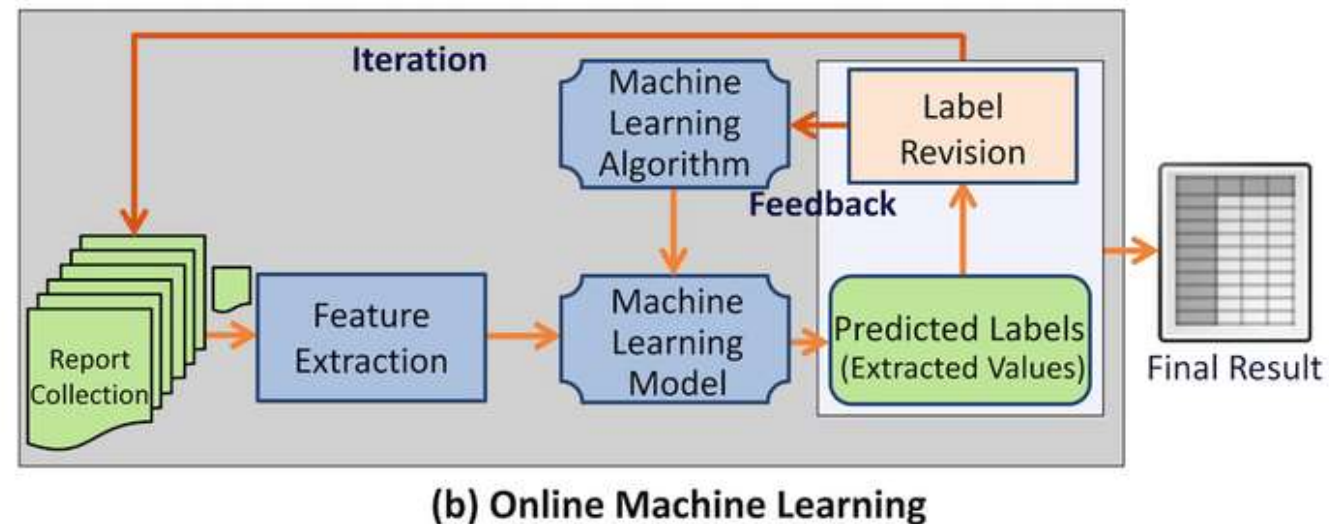 Iteration
Machine
Learning
Algorithm
Label
Revision
Feedback
Report
Collection
Feature
Extraction
Machine
Learning
Model
Predicted Labels
(Extracted Values)
Final Result
(b) Online Machine Learning